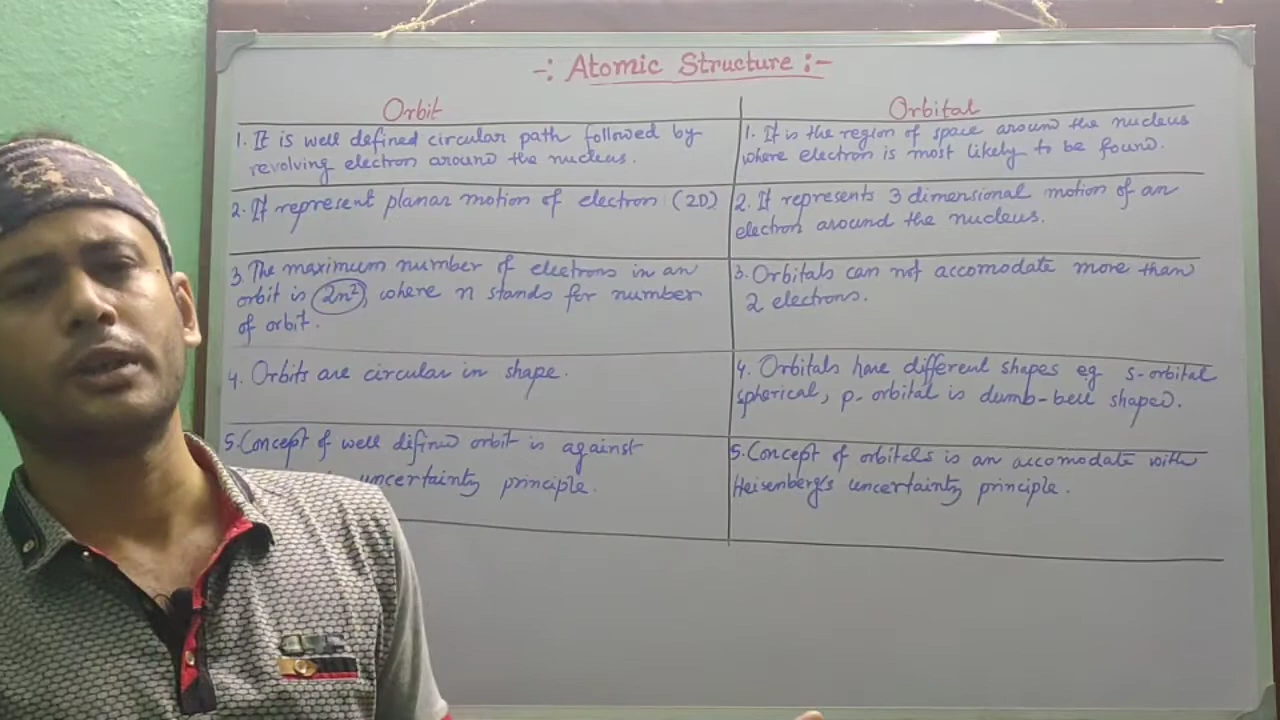 -: Atomic Structure :-
Orbit
1. It is well defined circular path followed by
revolving electron around the nucleus.
2. It represent planar motion of electron (2D)
3. The maximum number of electrons in an
orbit is 2n², where n stands for number
of orbit.
4. Orbits are circular in shape.
5. Concept of well difined orbit is against
uncertainty principle.
Orbital
1. It is the region of space around the nucleus
where electron is most likely to be found.
2. It represents 3 dimensional motion of an
electron around the nucleus.
3. Orbitals can not accomodate more than
2 electrons.
4. Orbitals have different shapes eg s-orbital
spherical, p-orbital is dumb-bell shaped.
5. Concept of orbitals is an accomodate with
Heisenberg's uncertainty principle.